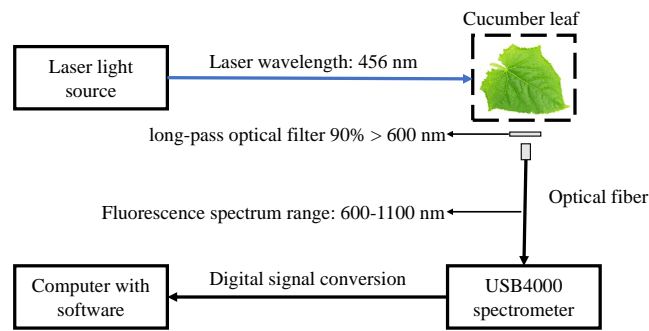 Cucumber leaf
Laser light
source
Laser wavelength: 456 nm
long-pass optical filter 90% > 600 nm
Optical fiber
Fluorescence spectrum range: 600-1100 nm
Computer with
software
Digital signal conversion
USB4000
spectrometer